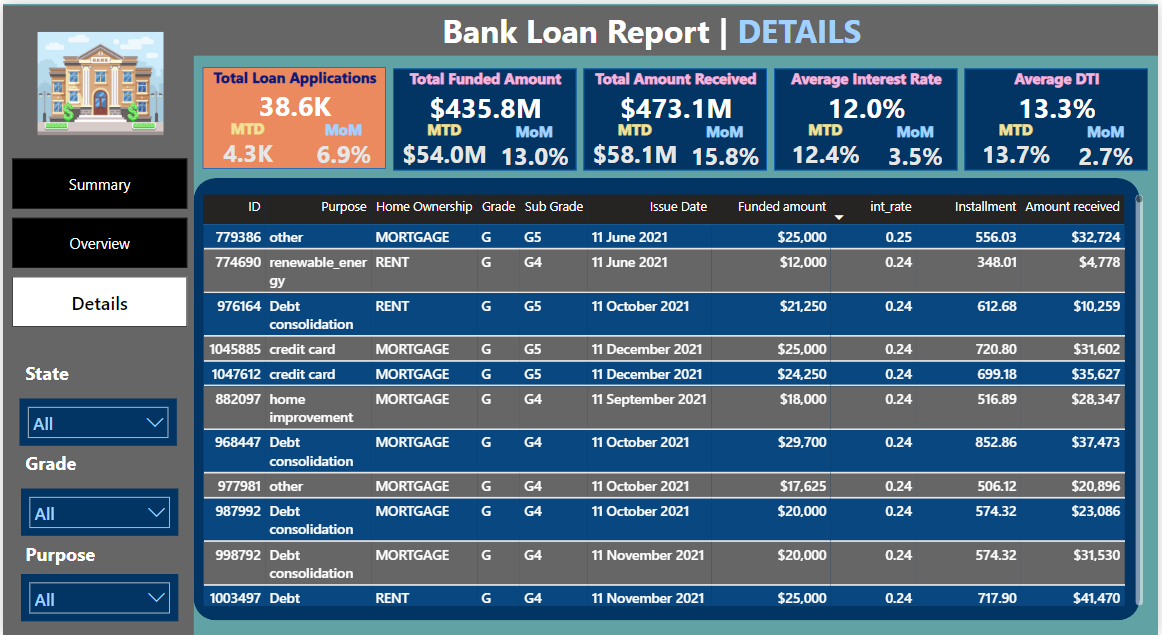 Bank Loan Report | DETAILS
BANK
Total Loan Applications
38.6K
MTD MoM
4.3K 6.9%
Total Funded Amount
$435.8M
MTD MoM
$54.0M 13.0%
Total Amount Received
$473.1M
MTD MoM
$58.1M 15.8%
Average Interest Rate
12.0%
MTD MoM
12.4% 3.5%
Average DTI
13.3%
MTD MoM
13.7% 2.7%
Summary
Overview
Details
State
All
Grade
All
Purpose
All
ID Purpose Home Ownership Grade Sub Grade Issue Date Funded amount int_rate Installment Amount received
779386 other MORTGAGE G G5 11 June 2021 $25,000 0.25 556.03 $32,724
774690 renewable_ener RENT G G4 11 June 2021 $12,000 0.24 348.01 $4,778
gy
976164 Debt RENT G G5 11 October 2021 $21,250 0.24 612.68 $10,259
consolidation
1045885 credit card MORTGAGE G G5 11 December 2021 $25,000 0.24 720.80 $31,602
1047612 credit card MORTGAGE G G5 11 December 2021 $24,250 0.24 699.18 $35,627
882097 home MORTGAGE G G4 11 September 2021 $18,000 0.24 516.89 $28,347
improvement
968447 Debt MORTGAGE G G4 11 October 2021 $29,700 0.24 852.86 $37,473
consolidation
977981 other MORTGAGE G G4 11 October 2021 $17,625 0.24 506.12 $20,896
987992 Debt MORTGAGE G G4 11 October 2021 $20,000 0.24 574.32 $23,086
consolidation
998792 Debt MORTGAGE G G4 11 November 2021 $20,000 0.24 574.32 $31,530
consolidation
1003497 Debt RENT G G4 11 November 2021 $25,000 0.24 717.90 $41,470